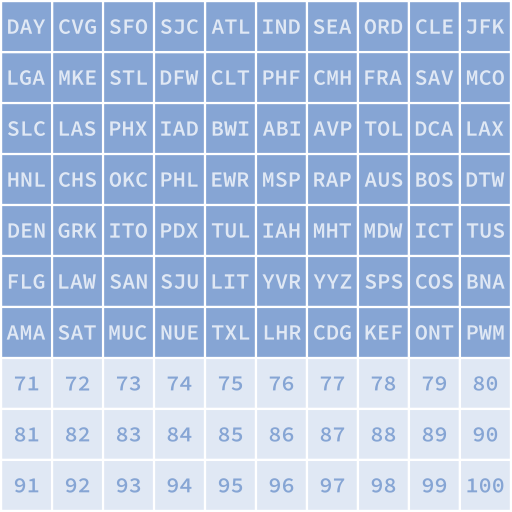 DAY CVG SFO SJC ATL IND SEA ORD CLE JFK
LGA MKE STL DFW CLT PHF CMH FRA SAV MCO
SLC LAS PHX IAD BWI ABI AVP TOL DCA LAX
HNL CHS OKC PHL EWR MSP RAP AUS BOS DTW
DEN GRK ITO PDX TUL IAH MHT MDW ICT TUS
FLG LAW SAN SJU LIT YVR YYZ SPS COS BNA
AMA SAT MUC NUE TXL LHR CDG KEF ONT PWM
71 72 73 74 75 76 77 78 79 80
81 82 83 84 85 86 87 88 89 90
91 92 93 94 95 96 97 98 99 100